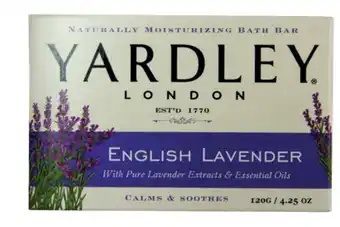 Naturally Moisturizing Bath Bar
YARDLEY®
LONDON
EST'D 1770
English Lavender
With Pure Lavender Extracts & Essential Oils
Calms & Soothes
120G / 4.25 OZ